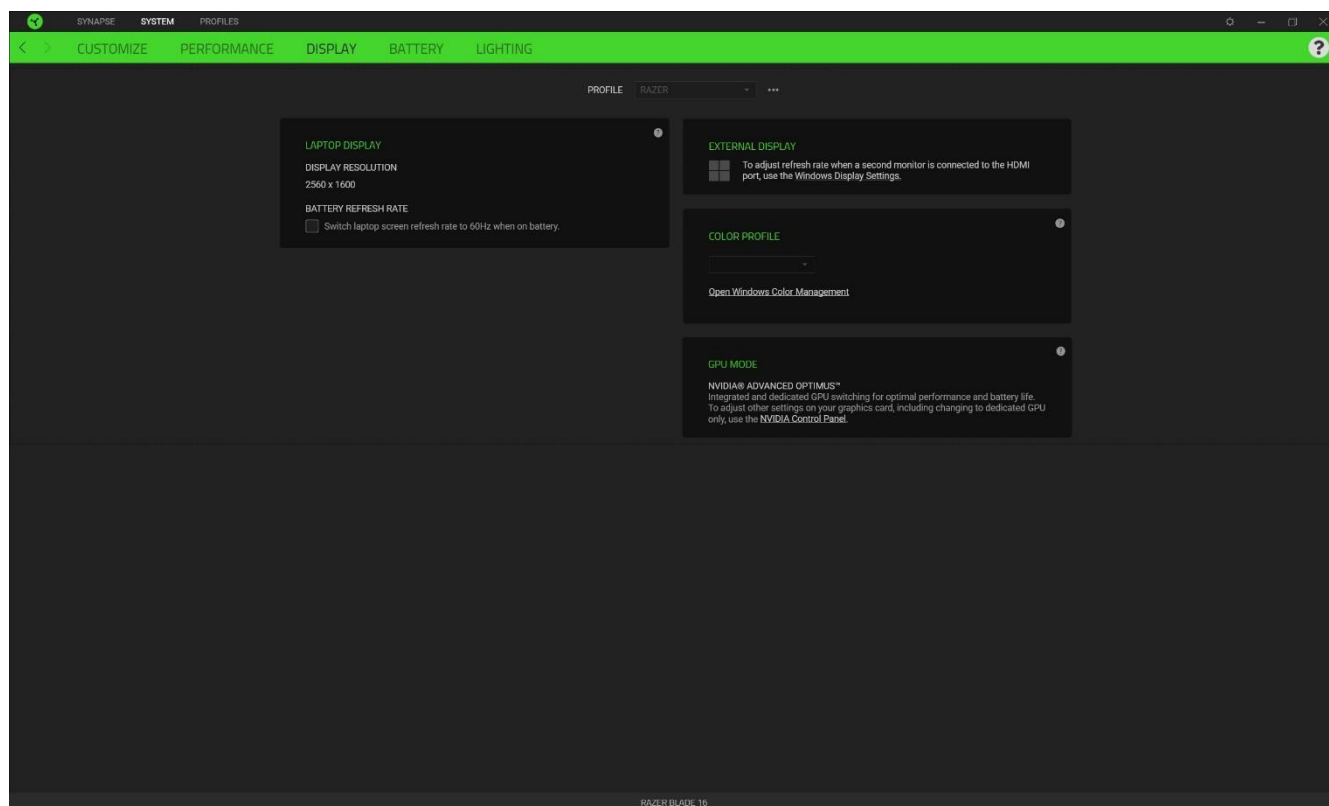 SYNAPSE SYSTEM PROFILES
CUSTOMIZE PERFORMANCE DISPLAY BATTERY LIGHTING ?
PROFILE RAZER
LAPTOP DISPLAY
DISPLAY RESOLUTION
2560 x 1600
BATTERY REFRESH RATE
Switch laptop screen refresh rate to 60Hz when on battery.
EXTERNAL DISPLAY
To adjust refresh rate when a second monitor is connected to the HDMI
port, use the Windows Display Settings.
COLOR PROFILE
Open Windows Color Management
GPU MODE
NVIDIA® ADVANCED OPTIMUS™
Integrated and dedicated GPU switching for optimal performance and battery life.
To adjust other settings on your graphics card, including changing to dedicated GPU
only, use the NVIDIA Control Panel.
RAZER BLADE 16